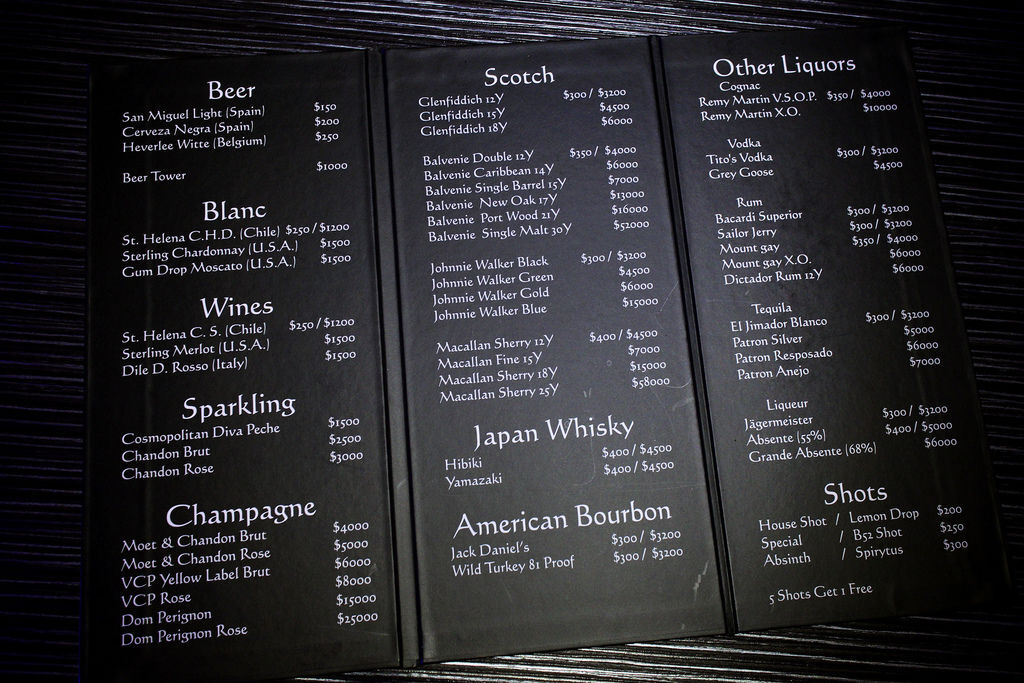 Beer
San Miguel Light (Spain) $150
Cerveza Negra (Spain) $200
Heverlee Witte (Belgium) $250
Beer Tower $1000
Blanc
St. Helena C.H.D. (Chile) $250 / $1200
Sterling Chardonnay (U.S.A.) $1500
Gum Drop Moscato (U.S.A.) $1500
Wines
St. Helena C. S. (Chile) $250 / $1200
Sterling Merlot (U.S.A.) $1500
Dile D. Rosso (Italy) $1500
Sparkling
Cosmopolitan Diva Peche $1500
Chandon Brut $2500
Chandon Rose $3000
Champagne
Moet & Chandon Brut $4000
Moet & Chandon Rose $5000
VCP Yellow Label Brut $6000
VCP Rose $8000
Dom Perignon $15000
Dom Perignon Rose $25000
Scotch
Glenfiddich 12Y $300 / $3200
Glenfiddich 15Y $4500
Glenfiddich 18Y $6000
Balvenie Double 12Y $350 / $4000
Balvenie Caribbean 14Y $6000
Balvenie Single Barrel 15Y $7000
Balvenie New Oak 17Y $13000
Balvenie Port Wood 21Y $16000
Balvenie Single Malt 30Y $52000
Johnnie Walker Black $300 / $3200
Johnnie Walker Green $4500
Johnnie Walker Gold $6000
Johnnie Walker Blue $15000
Macallan Sherry 12Y $400 / $4500
Macallan Fine 15Y $7000
Macallan Sherry 18Y $15000
Macallan Sherry 25Y $58000
Japan Whisky
Hibiki $400 / $4500
Yamazaki $400 / $4500
American Bourbon
Jack Daniel's $300 / $3200
Wild Turkey 81 Proof $300 / $3200
Other Liquors
Cognac
Remy Martin V.S.O.P. $350 / $4000
Remy Martin X.O. $10000
Vodka
Tito's Vodka $300 / $3200
Grey Goose $4500
Rum
Bacardi Superior $300 / $3200
Sailor Jerry $300 / $3200
Mount gay $350 / $4000
Mount gay X.O. $6000
Dictador Rum 12Y $6000
Tequila
El Jimador Blanco $300 / $3200
Patron Silver $5000
Patron Resposado $6000
Patron Anejo $7000
Liqueur
Jägermeister $300 / $3200
Absente (55%) $400 / $5000
Grande Absente (68%) $6000
Shots
House Shot / Lemon Drop $200
Special / B52 Shot $250
Absinth / Spirytus $300
5 Shots Get 1 Free